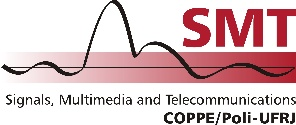 SMT
Signals, Multimedia and Telecommunications
COPPE/Poli-UFRJ